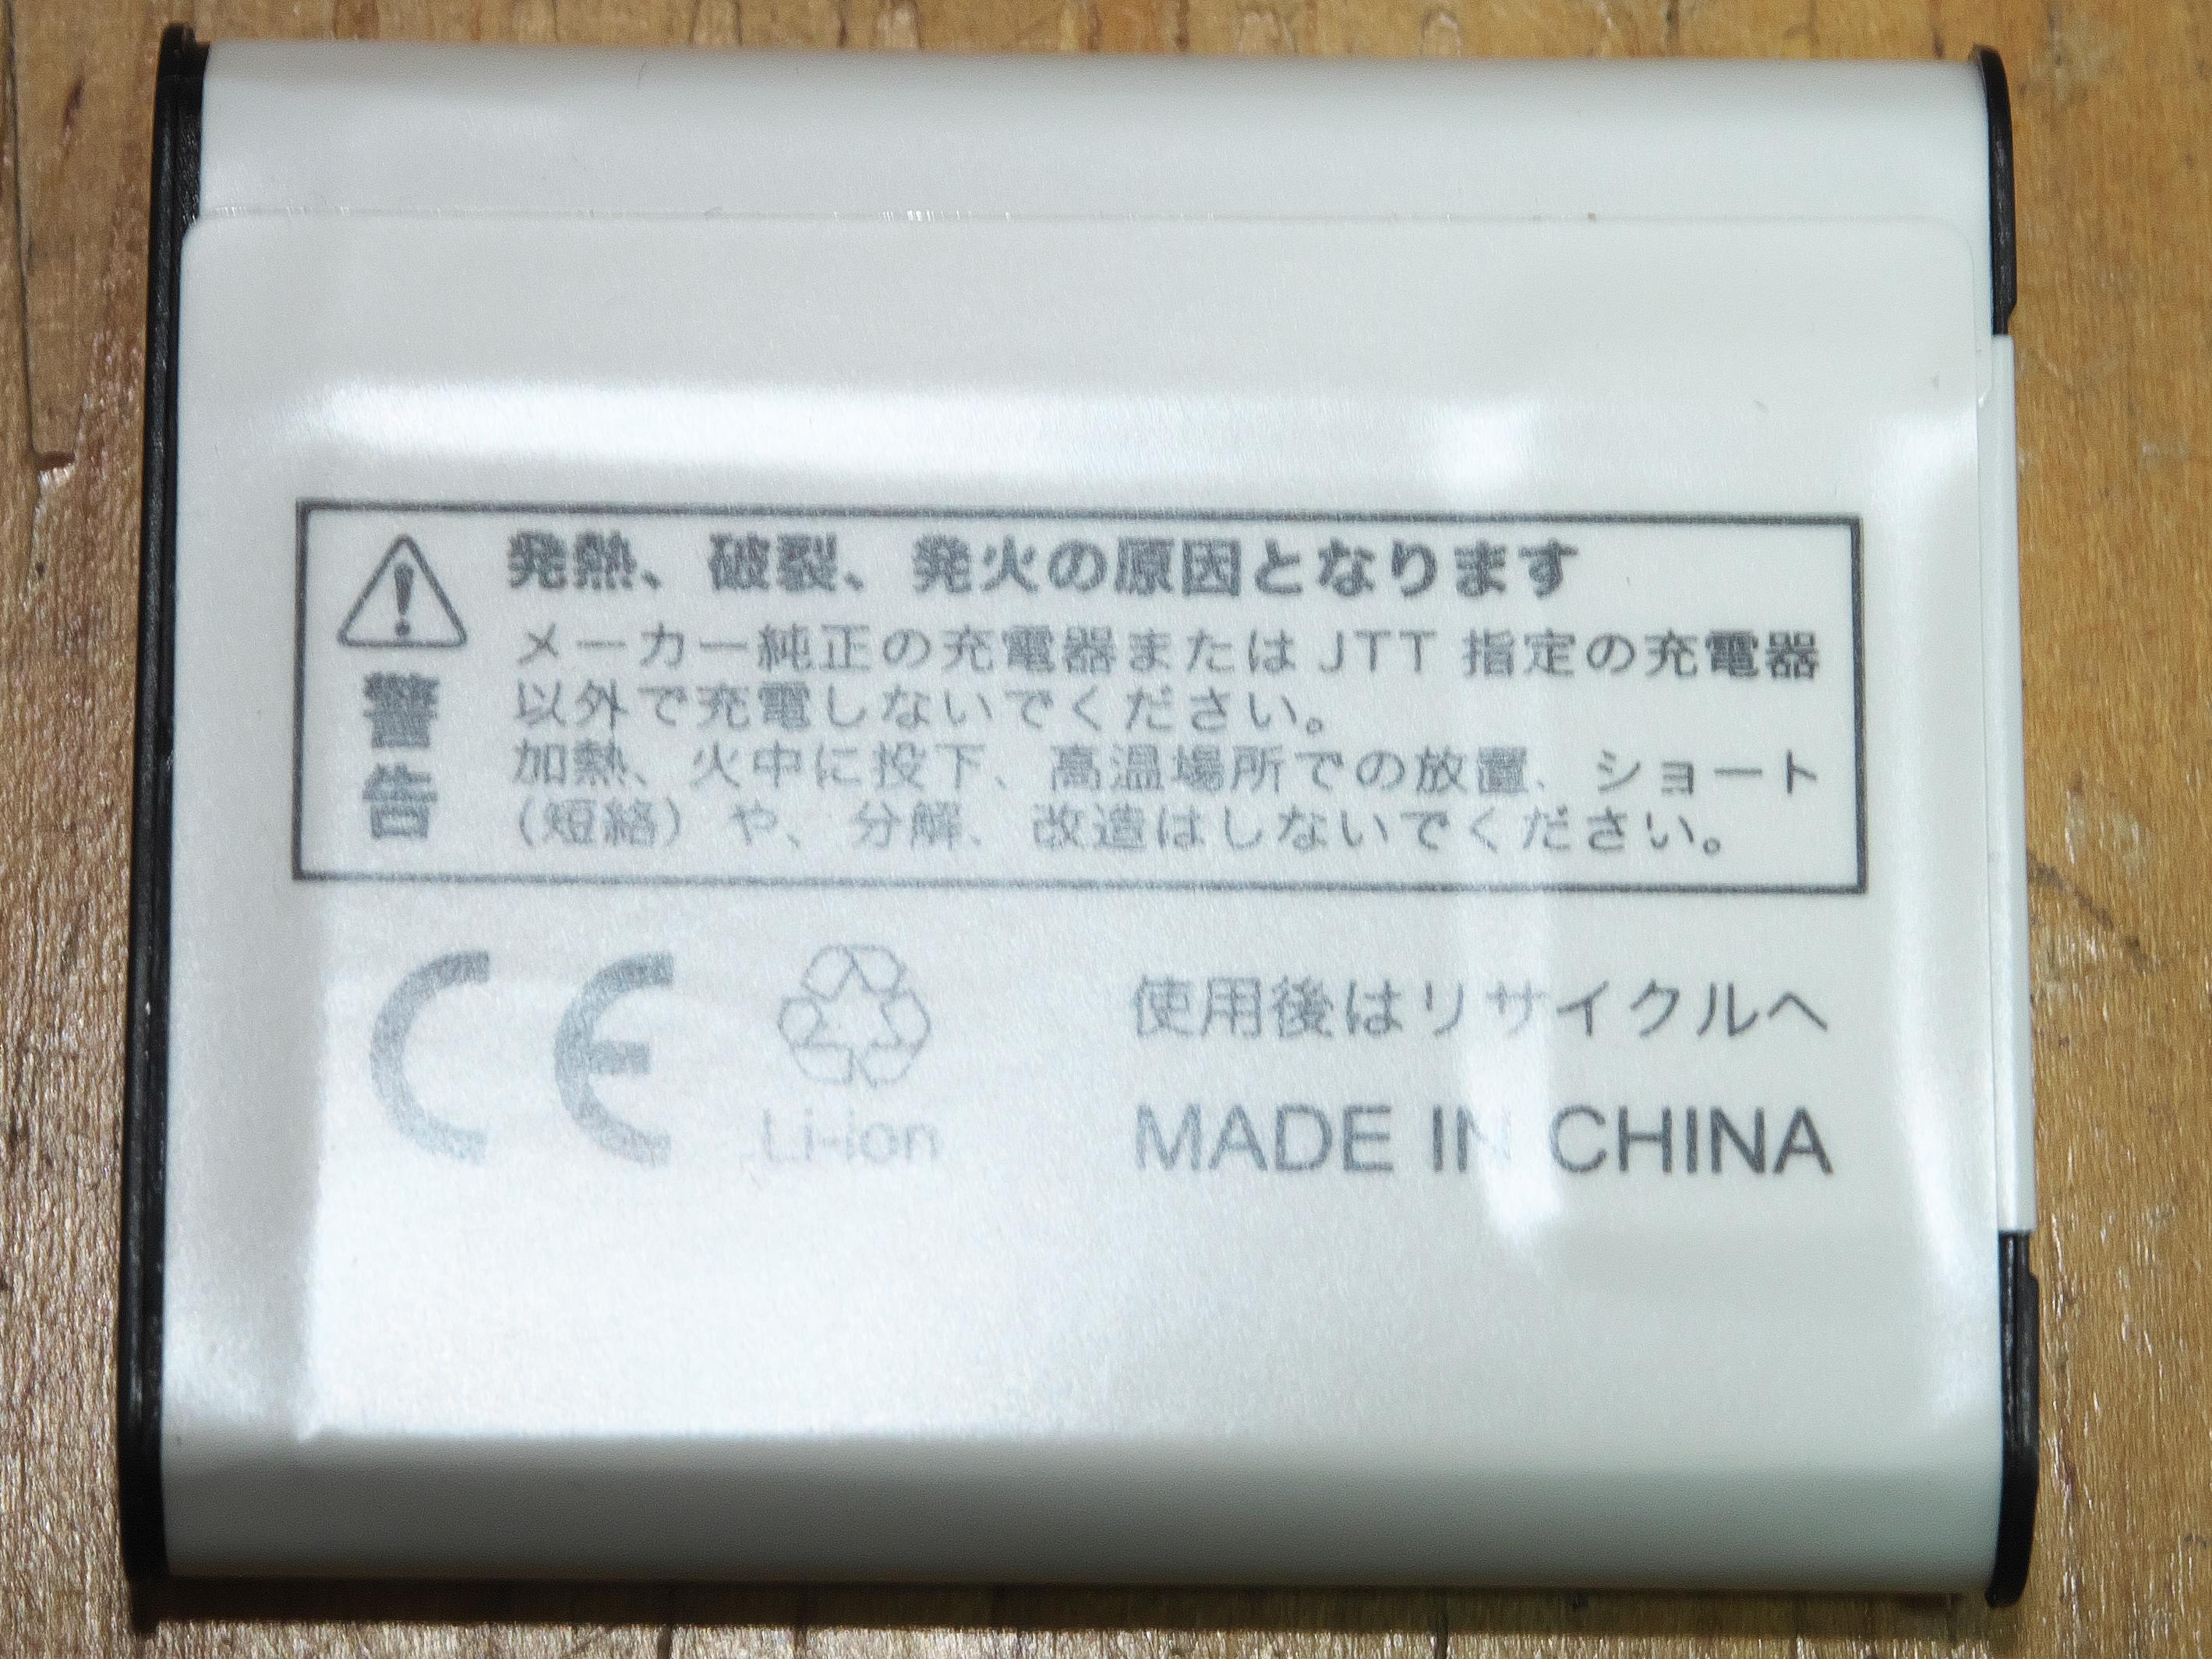 発熱、破裂、発火の原因となります
警告
メーカー純正の充電器または JTT 指定の充電器
以外で充電しないでください。
加熱、火中に投下、高温場所での放置、ショート
（短絡）や、分解、改造はしないでください。
CE
Li-ion
使用後はリサイクルへ
MADE IN CHINA